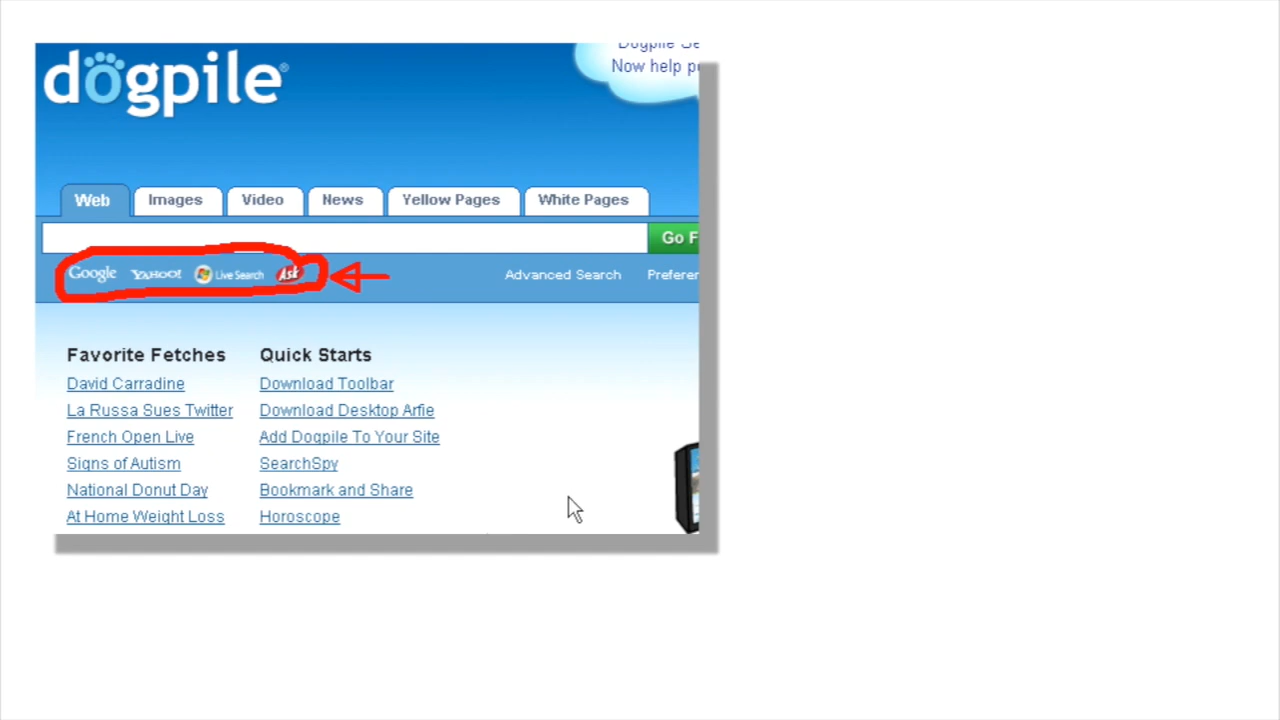 Dogpile Se
Now help p
dogpile®
Web Images Video News Yellow Pages White Pages
Go F
Google YAHOO! Live Search Ask Advanced Search Preferen
Favorite Fetches Quick Starts
David Carradine Download Toolbar
La Russa Sues Twitter Download Desktop Arfie
French Open Live Add Dogpile To Your Site
Signs of Autism SearchSpy
National Donut Day Bookmark and Share
At Home Weight Loss Horoscope